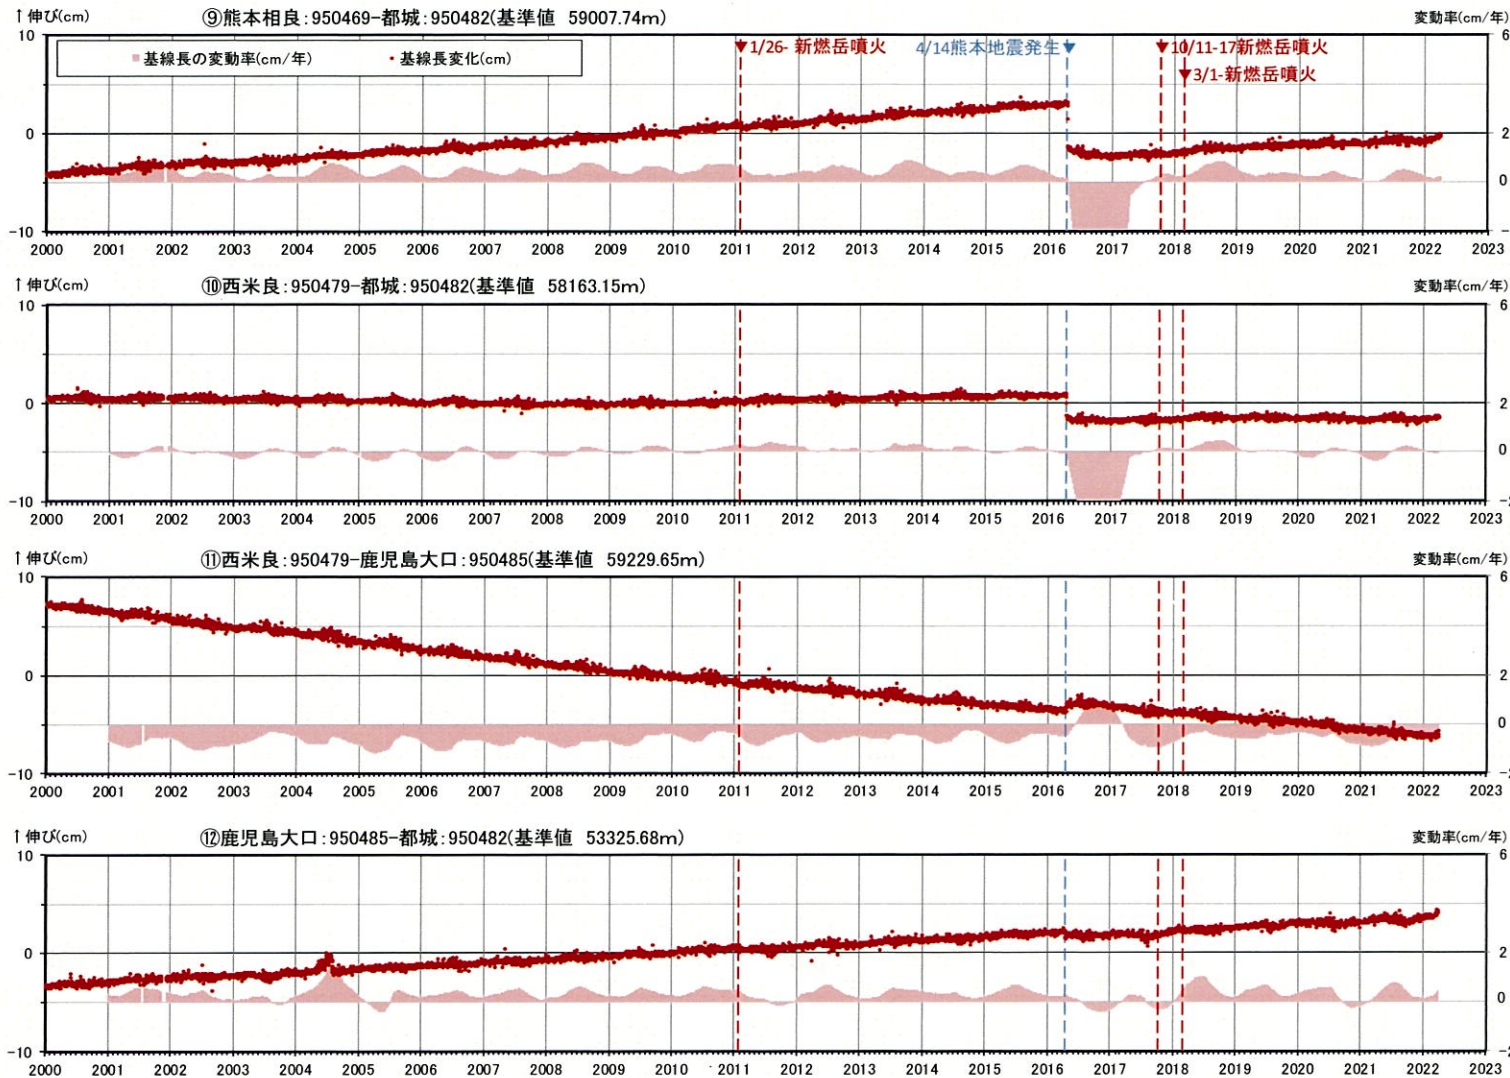 ↑伸び(cm) ⑨熊本相良:950469-都城:950482(基準値 59007.74m) 変動率(cm/年)
■基線長の変動率(cm/年) •基線長変化(cm)
▼1/26- 新燃岳噴火 4/14熊本地震発生▼ ▼10/11-17新燃岳噴火
▼3/1-新燃岳噴火
10 6
0 2
0
-10
2000 2001 2002 2003 2004 2005 2006 2007 2008 2009 2010 2011 2012 2013 2014 2015 2016 2017 2018 2019 2020 2021 2022 2023
↑伸び(cm) ⑩西米良:950479-都城:950482(基準値 58163.15m) 変動率(cm/年)
10 6
0 2
0
-10 -2
2000 2001 2002 2003 2004 2005 2006 2007 2008 2009 2010 2011 2012 2013 2014 2015 2016 2017 2018 2019 2020 2021 2022 2023
↑伸び(cm) ⑪西米良:950479-鹿児島大口:950485(基準値 59229.65m) 変動率(cm/年)
10 6
0 2
0
-10 -2
2000 2001 2002 2003 2004 2005 2006 2007 2008 2009 2010 2011 2012 2013 2014 2015 2016 2017 2018 2019 2020 2021 2022 2023
↑伸び(cm) ⑫鹿児島大口:950485-都城:950482(基準値 53325.68m) 変動率(cm/年)
10 6
0 2
0
-10 -2
2000 2001 2002 2003 2004 2005 2006 2007 2008 2009 2010 2011 2012 2013 2014 2015 2016 2017 2018 2019 2020 2021 2022 2023